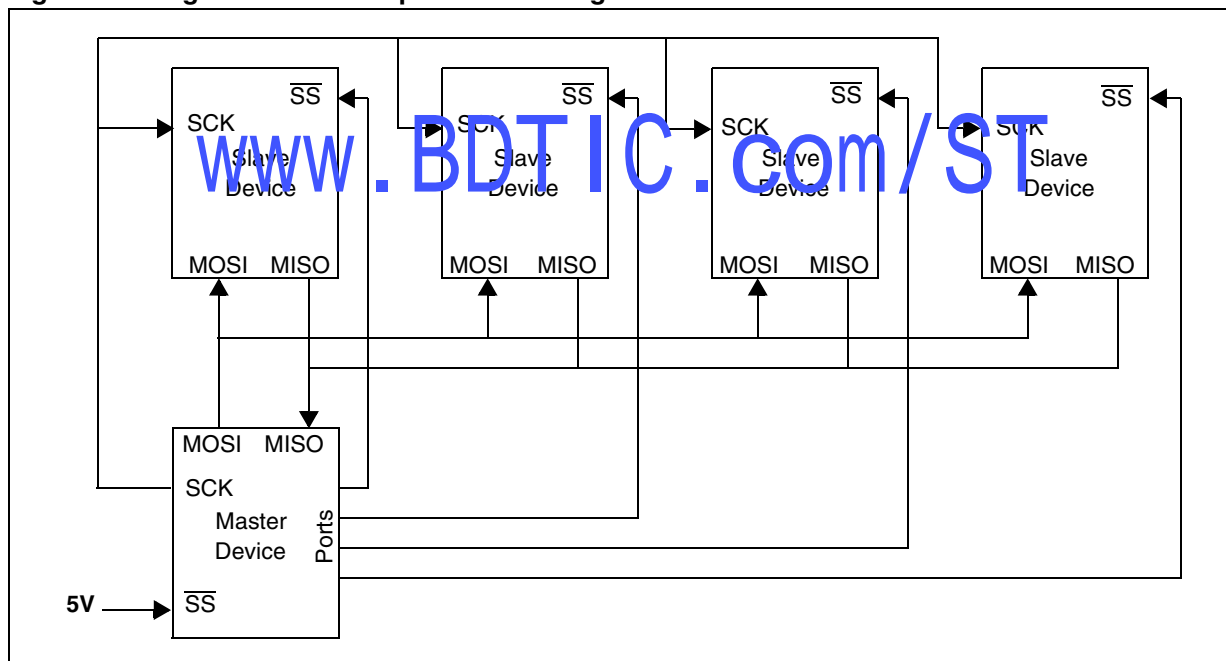 SS
SS
SS
SS
SCK
SCK
SCK
SCK
www.BDTIC.com/ST
Slave
Device
Slave
Device
Slave
Device
Slave
Device
MOSI MISO
MOSI MISO
MOSI MISO
MOSI MISO
MOSI MISO
SCK
Master
Device
Ports
5V
SS